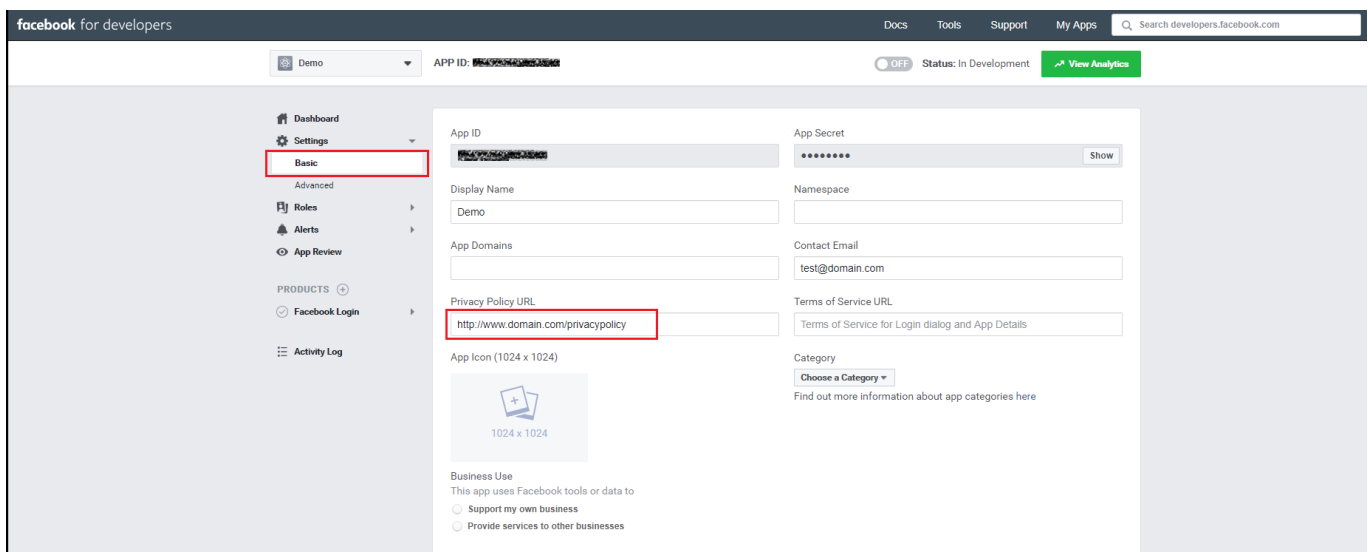 facebook for developers Docs Tools Support My Apps Search developers.facebook.com
Demo APP ID: OFF Status: In Development View Analytics
Dashboard
Settings
Basic
Advanced
Roles
Alerts
App Review
PRODUCTS
Facebook Login
Activity Log
App ID App Secret
•••••••• Show
Display Name Namespace
Demo
App Domains Contact Email
test@domain.com
Privacy Policy URL Terms of Service URL
http://www.domain.com/privacypolicy Terms of Service for Login dialog and App Details
App Icon (1024 x 1024) Category
Choose a Category
Find out more information about app categories here
1024 x 1024
Business Use
This app uses Facebook tools or data to
Support my own business
Provide services to other businesses